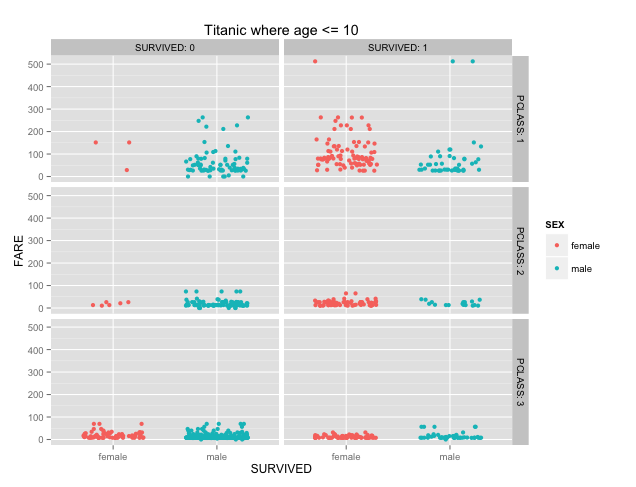 Titanic where age <= 10
SURVIVED: 0
SURVIVED: 1
500
400
300
200
100
0
PCLASS: 1
500
400
300
200
100
0
PCLASS: 2
500
400
300
200
100
0
PCLASS: 3
FARE
female
male
female
male
SURVIVED
SEX
female
male